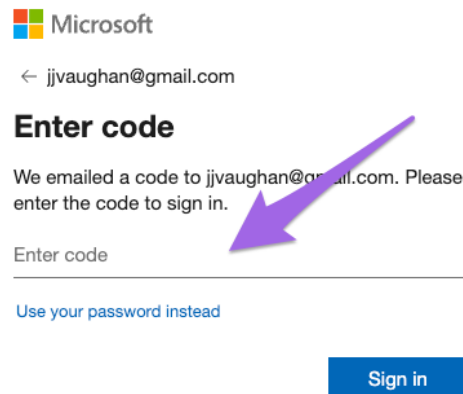 Microsoft
← jjvaughan@gmail.com
Enter code
We emailed a code to jjvaughan@gmail.com. Please
enter the code to sign in.
Enter code
Use your password instead
Sign in